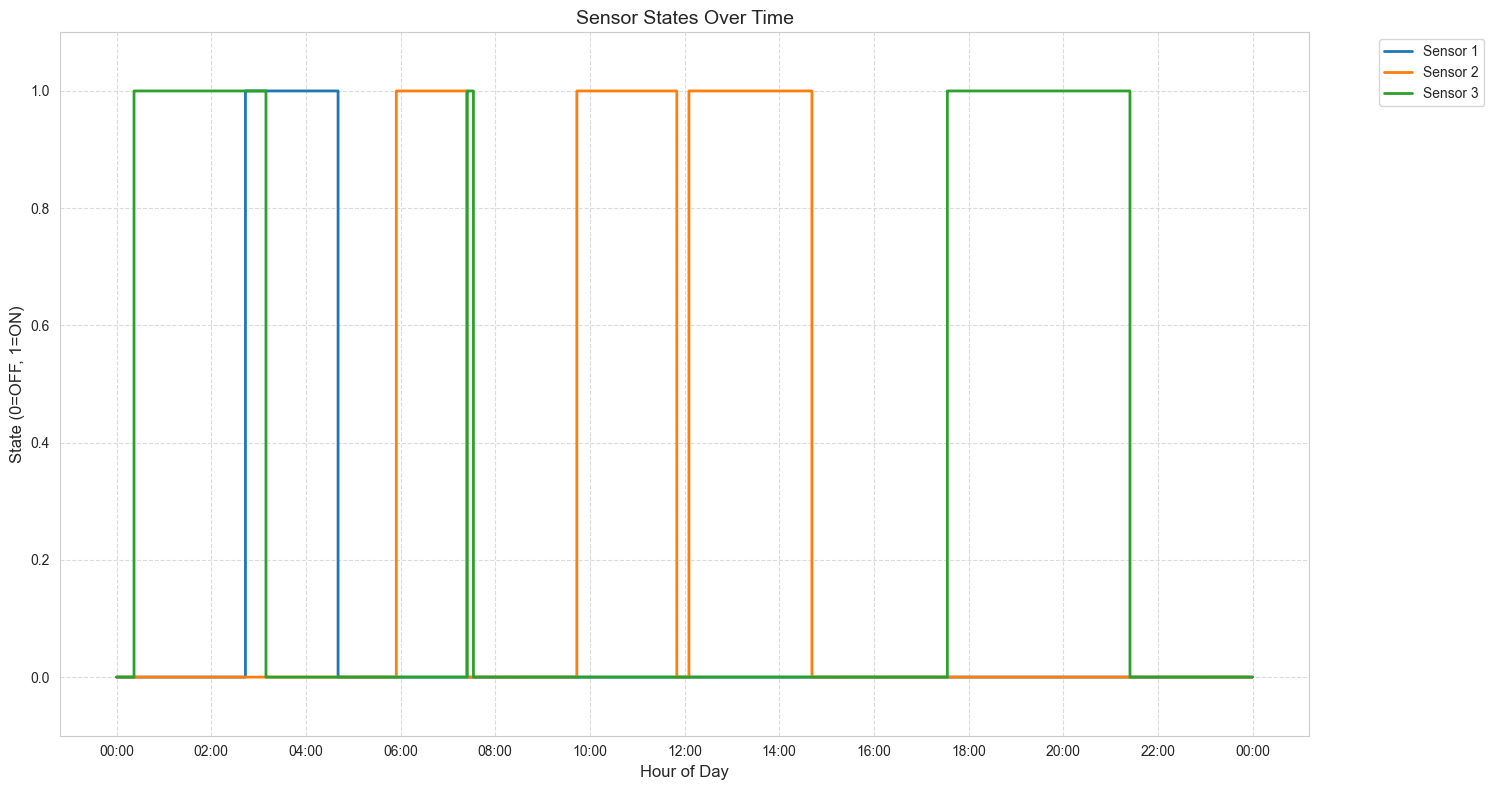 Sensor States Over Time
Sensor 1
Sensor 2
Sensor 3
State (0=OFF, 1=ON)
1.0
0.8
0.6
0.4
0.2
0.0
00:00 02:00 04:00 06:00 08:00 10:00 12:00 14:00 16:00 18:00 20:00 22:00 00:00
Hour of Day